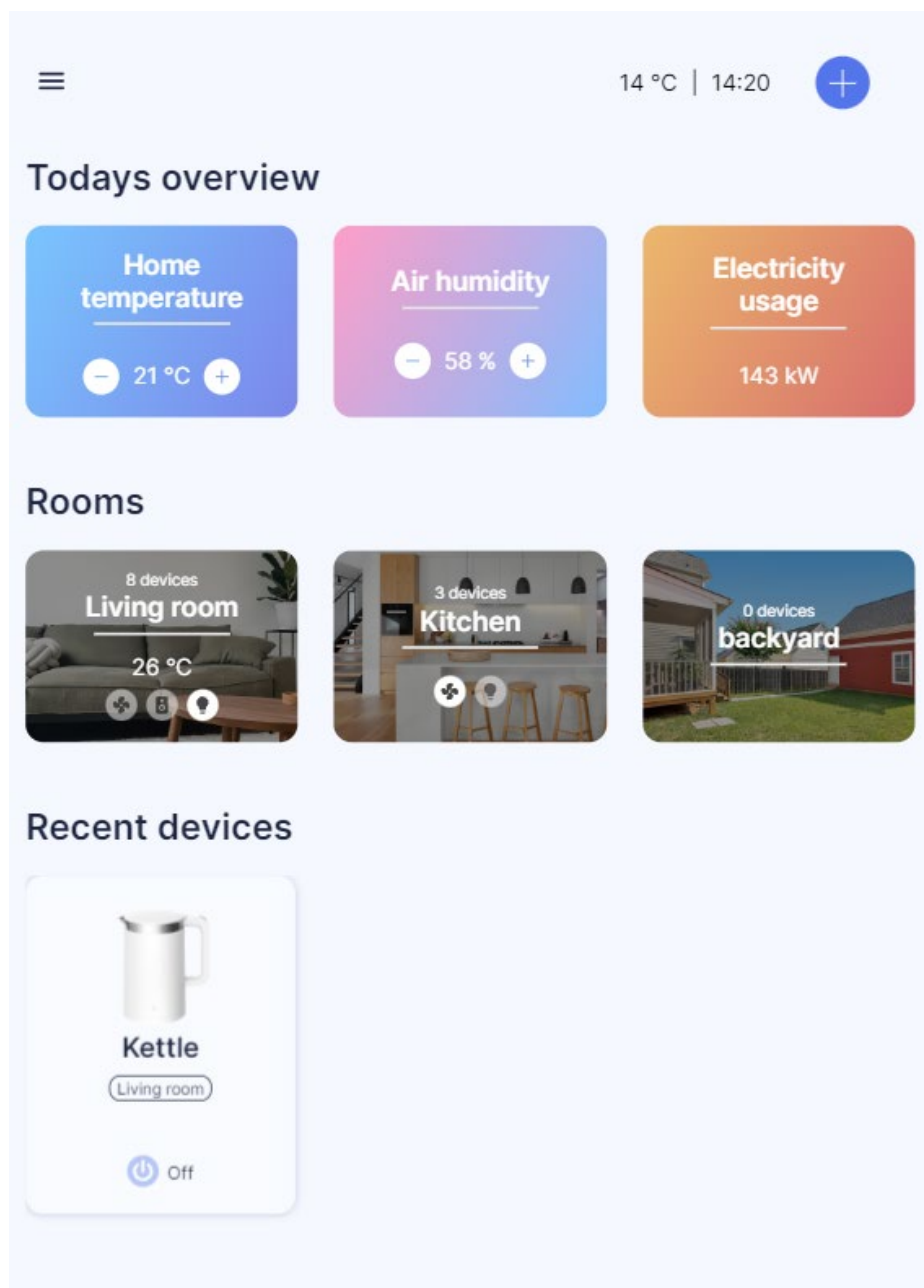 14 °C | 14:20
Todays overview
Home
temperature
21 °C
Air humidity
58 %
Electricity
usage
143 kW
Rooms
8 devices
Living room
26 °C
3 devices
Kitchen
0 devices
backyard
Recent devices
Kettle
Living room
Off